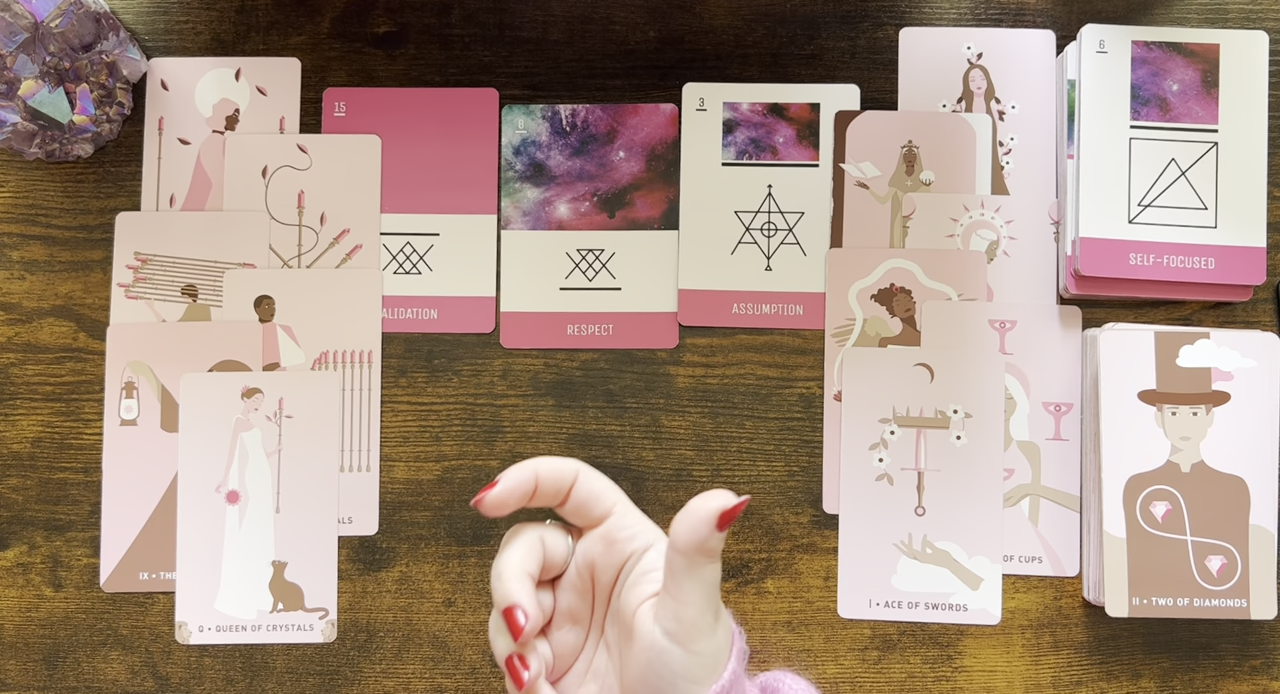 15
ALIDATION
8
RESPECT
3
ASSUMPTION
6
SELF-FOCUSED
ALS
IX • THE
Q • QUEEN OF CRYSTALS
OF CUPS
I • ACE OF SWORDS
II • TWO OF DIAMONDS